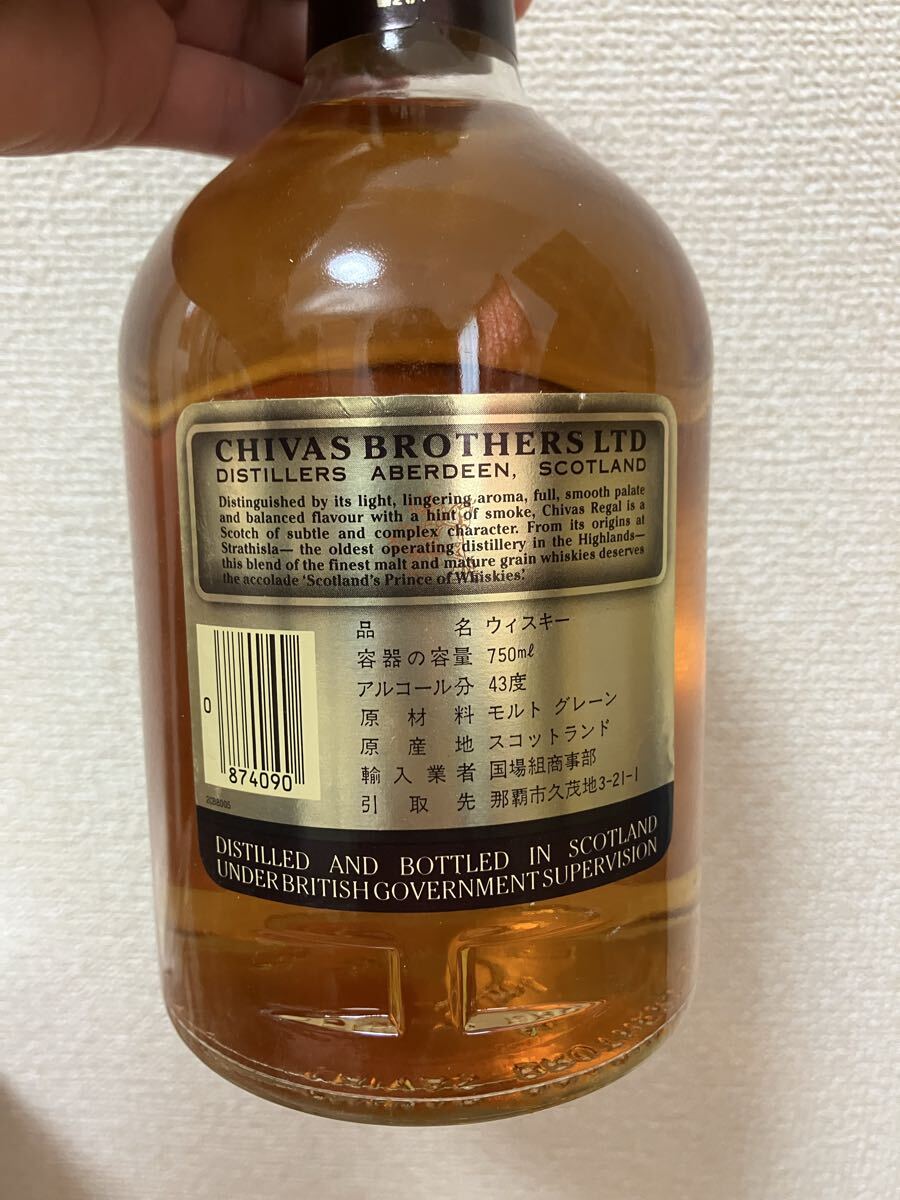 CHIVAS BROTHERS LTD
DISTILLERS ABERDEEN, SCOTLAND
Distinguished by its light, lingering aroma, full, smooth palate
and balanced flavour with a hint of smoke, Chivas Regal is a
Scotch of subtle and complex character. From its origins at
Strathisla— the oldest operating distillery in the Highlands—
this blend of the finest malt and mature grain whiskies deserves
the accolade 'Scotland's Prince of Whiskies'.
品名 ウィスキー
容器の容量 750mℓ
アルコール分 43度
原材料 モルト グレーン
原産地 スコットランド
輸入業者 国場組商事部
引取先 那覇市久茂地3-21-1
0
874090
2CB8005
DISTILLED AND BOTTLED IN SCOTLAND
UNDER BRITISH GOVERNMENT SUPERVISION